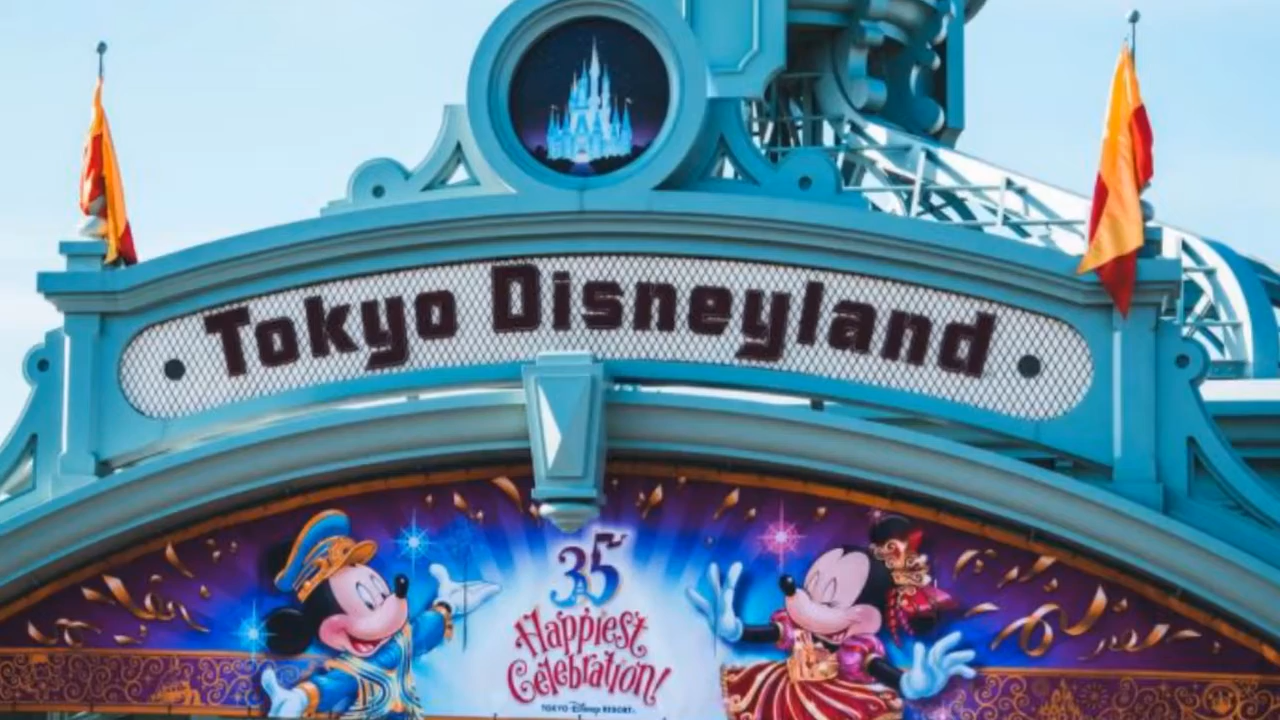 Tokyo Disneyland
35
Happiest
Celebration!
TOKYO Disney RESORT